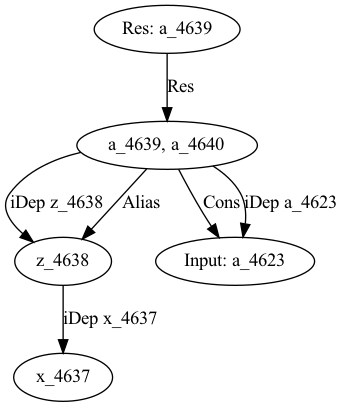 Res: a_4639
Res
a_4639, a_4640
iDep z_4638
Alias
Cons
iDep a_4623
z_4638
Input: a_4623
iDep x_4637
x_4637